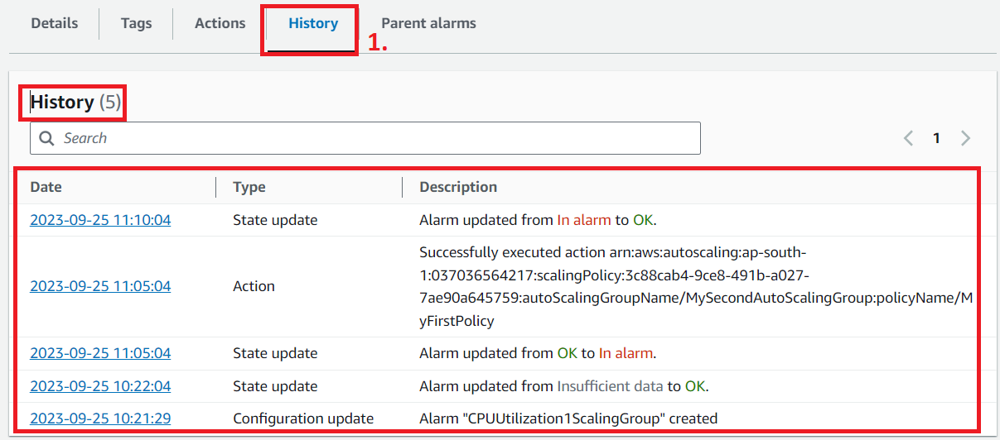 Details Tags Actions History Parent alarms
1.
History (5)
Search
1
Date Type Description
2023-09-25 11:10:04 State update Alarm updated from In alarm to OK.
Successfully executed action arn:aws:autoscaling:ap-south-
1:037036564217:scalingPolicy:3c88cab4-9ce8-491b-a027-
2023-09-25 11:05:04 Action
7ae90a645759:autoScalingGroupName/MySecondAutoScalingGroup:policyName/M
yFirstPolicy
2023-09-25 11:05:04 State update Alarm updated from OK to In alarm.
2023-09-25 10:22:04 State update Alarm updated from Insufficient data to OK.
2023-09-25 10:21:29 Configuration update Alarm "CPUUtilization1ScalingGroup" created